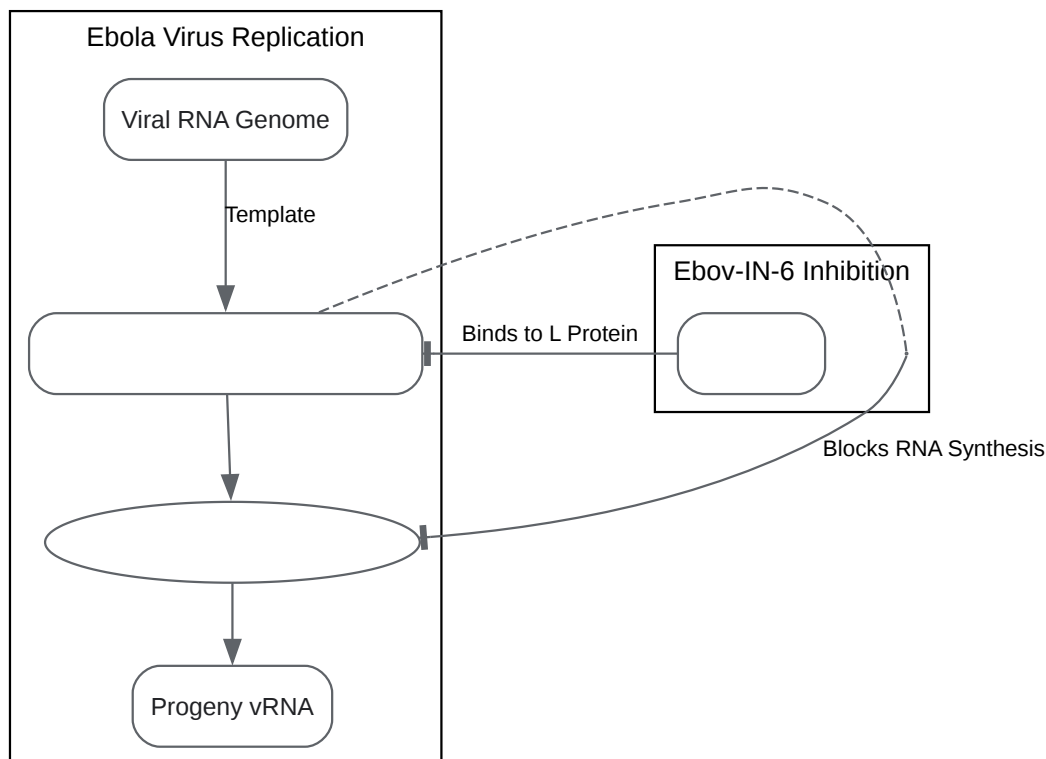 Ebola Virus Replication
Viral RNA Genome
Template
Ebov-IN-6 Inhibition
Binds to L Protein
Blocks RNA Synthesis
Progeny vRNA